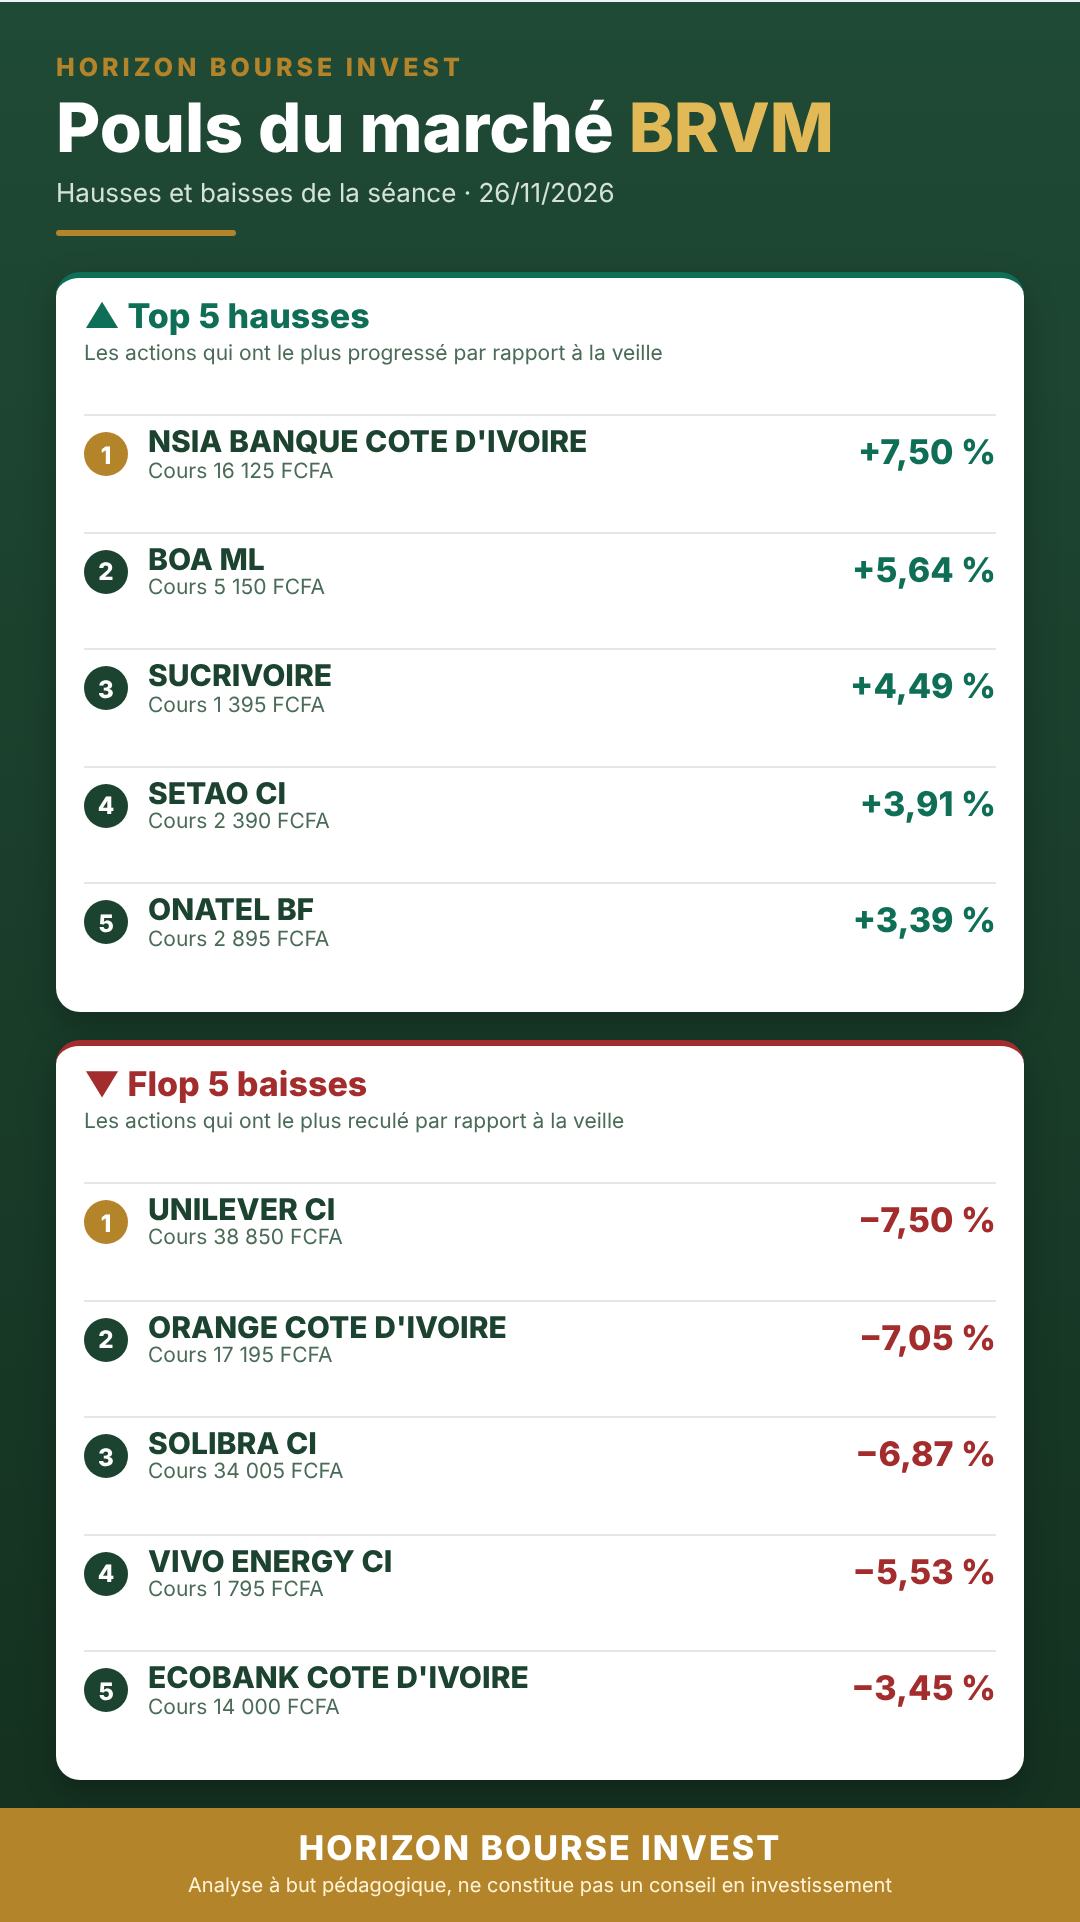 HORIZON BOURSE INVEST
Pouls du marché BRVM
Hausses et baisses de la séance · 26/11/2026
▲ Top 5 hausses
Les actions qui ont le plus progressé par rapport à la veille
1 NSIA BANQUE COTE D'IVOIRE +7,50 %
Cours 16 125 FCFA
2 BOA ML +5,64 %
Cours 5 150 FCFA
3 SUCRIVOIRE +4,49 %
Cours 1 395 FCFA
4 SETAO CI +3,91 %
Cours 2 390 FCFA
5 ONATEL BF +3,39 %
Cours 2 895 FCFA
▼ Flop 5 baisses
Les actions qui ont le plus reculé par rapport à la veille
1 UNILEVER CI −7,50 %
Cours 38 850 FCFA
2 ORANGE COTE D'IVOIRE −7,05 %
Cours 17 195 FCFA
3 SOLIBRA CI −6,87 %
Cours 34 005 FCFA
4 VIVO ENERGY CI −5,53 %
Cours 1 795 FCFA
5 ECOBANK COTE D'IVOIRE −3,45 %
Cours 14 000 FCFA
HORIZON BOURSE INVEST
Analyse à but pédagogique, ne constitue pas un conseil en investissement